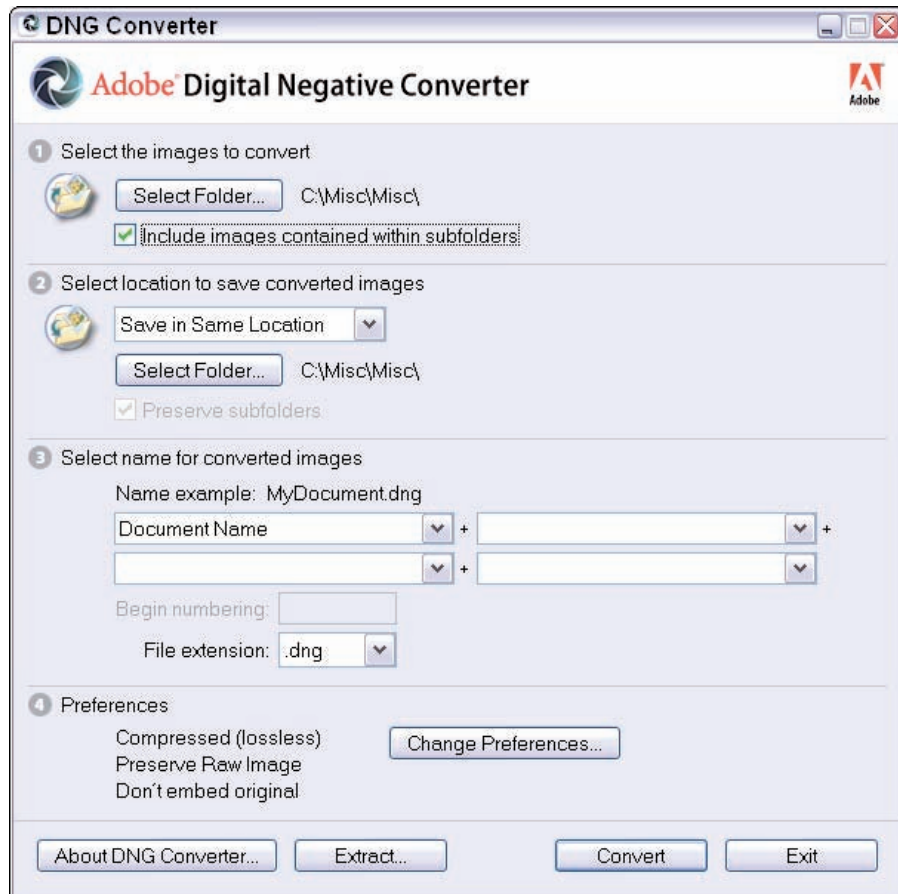 DNG Converter
Adobe® Digital Negative Converter
Adobe
1 Select the images to convert
Select Folder... C:\Misc\Misc\
Include images contained within subfolders
2 Select location to save converted images
Save in Same Location
Select Folder... C:\Misc\Misc\
Preserve subfolders
3 Select name for converted images
Name example: MyDocument.dng
Document Name + +
+
Begin numbering:
File extension: .dng
4 Preferences
Compressed (lossless) Change Preferences...
Preserve Raw Image
Don´t embed original
About DNG Converter... Extract... Convert Exit